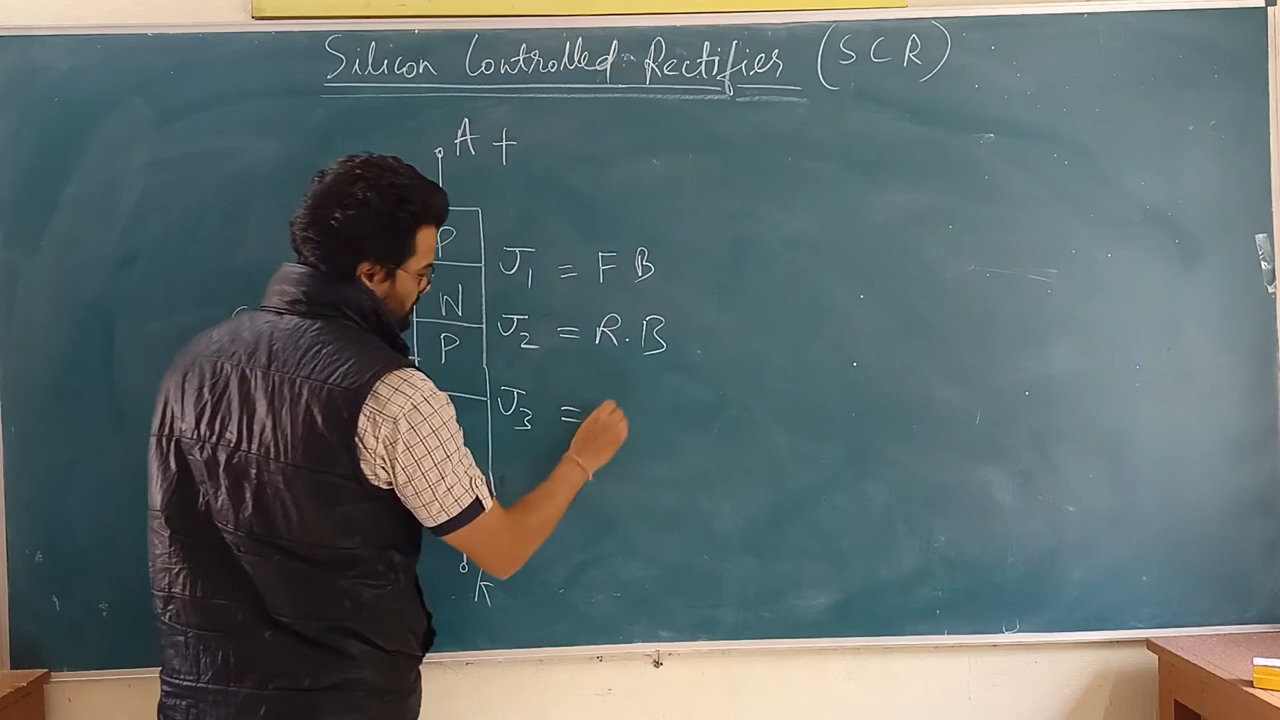 Silicon Controlled Rectifier (SCR)
A +
P
J1 = F B
N
J2 = R.B
P
J3 =
K